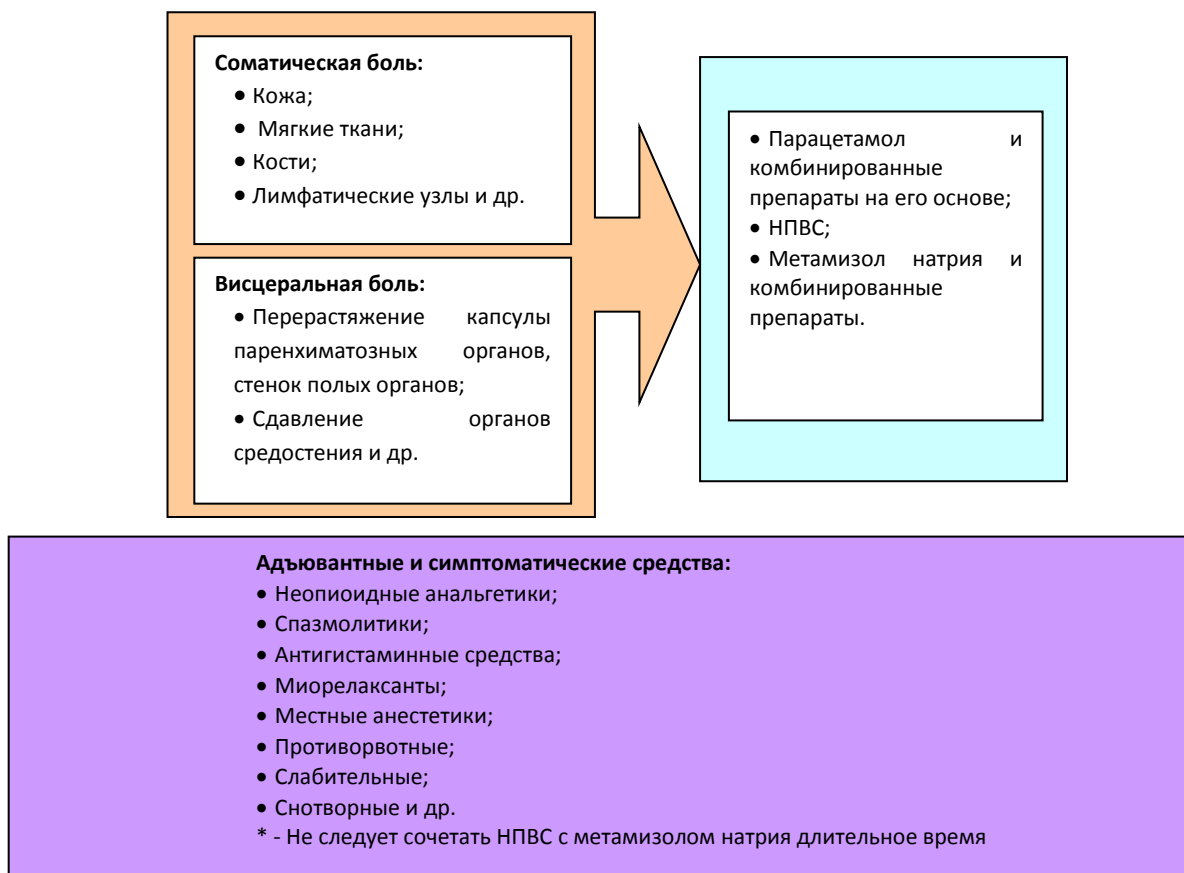 Соматическая боль:
• Кожа;
• Мягкие ткани;
• Кости;
• Лимфатические узлы и др.
Висцеральная боль:
• Перерастяжение капсулы
паренхиматозных органов,
стенок полых органов;
• Сдавление органов
средостения и др.
• Парацетамол и
комбинированные
препараты на его основе;
• НПВС;
• Метамизол натрия и
комбинированные
препараты.
Адъювантные и симптоматические средства:
• Неопиоидные анальгетики;
• Спазмолитики;
• Антигистаминные средства;
• Миорелаксанты;
• Местные анестетики;
• Противорвотные;
• Слабительные;
• Снотворные и др.
* - Не следует сочетать НПВС с метамизолом натрия длительное время